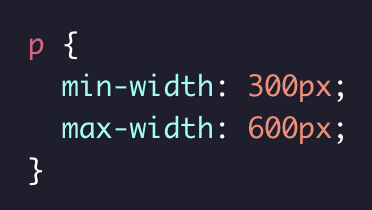 p {
  min-width: 300px;
  max-width: 600px;
}